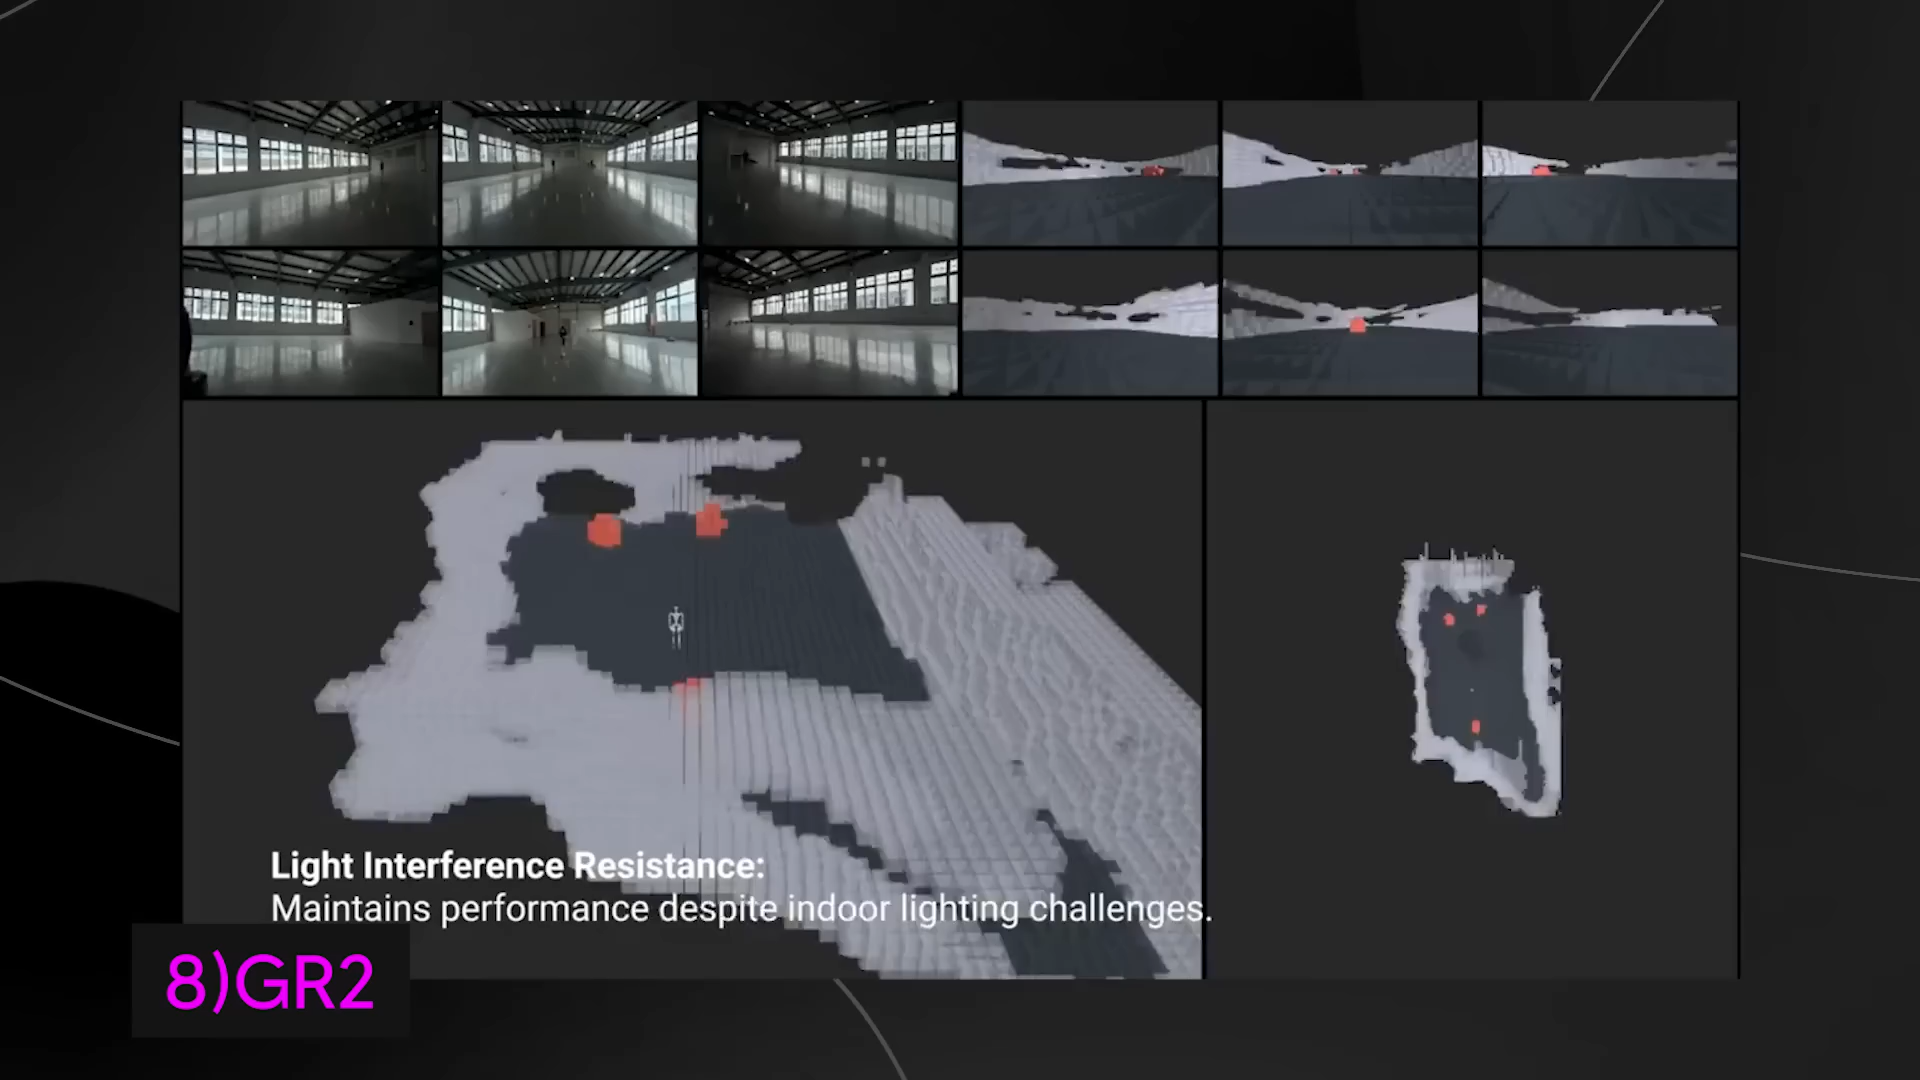 Light Interference Resistance:
Maintains performance despite indoor lighting challenges.
8)GR2